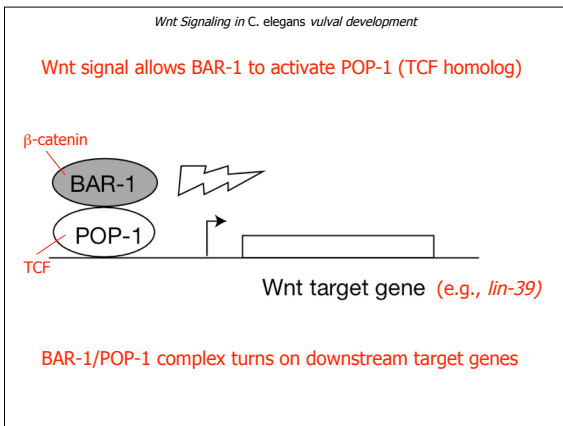 Wnt Signaling in C. elegans vulval development
Wnt signal allows BAR-1 to activate POP-1 (TCF homolog)
β-catenin
BAR-1
POP-1
TCF
Wnt target gene (e.g., lin-39)
BAR-1/POP-1 complex turns on downstream target genes